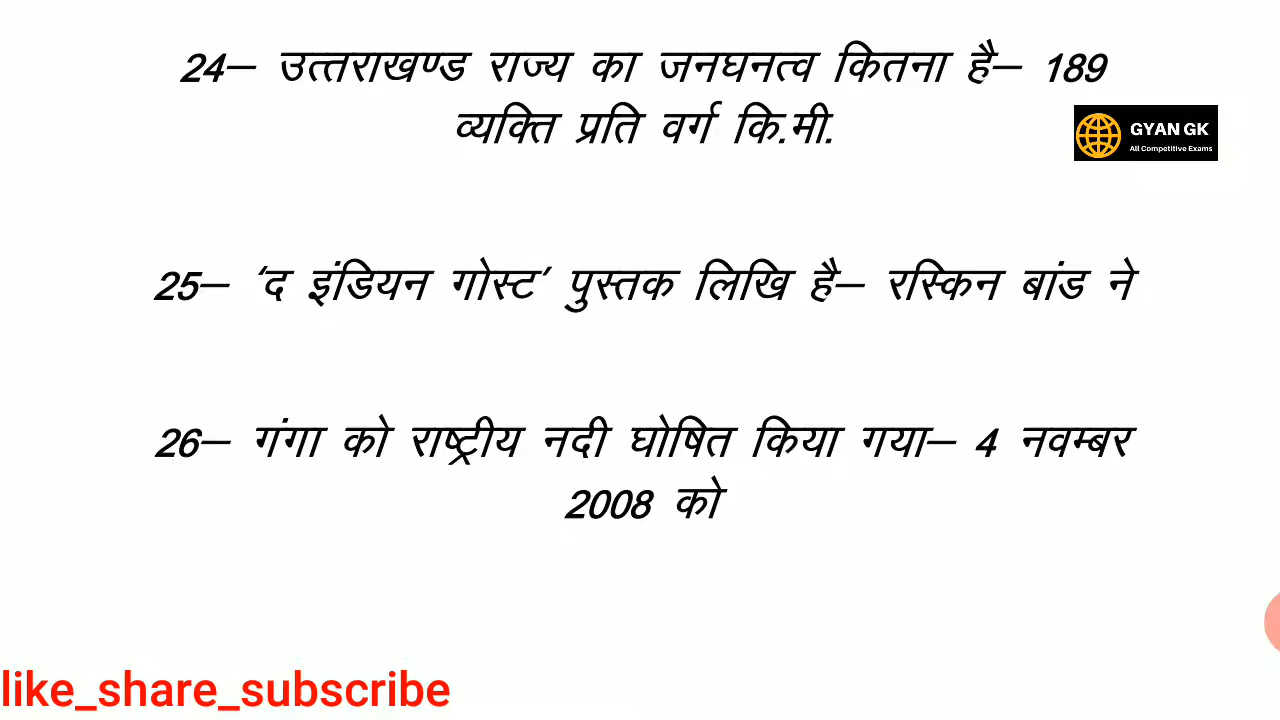 24– उत्तराखण्ड राज्य का जनघनत्व कितना है– 189
व्यक्ति प्रति वर्ग कि.मी.
GYAN GK
All Competitive Exams
25– ‘द इंडियन गोस्ट’ पुस्तक लिखि है– रस्किन बांड ने
26– गंगा को राष्ट्रीय नदी घोषित किया गया– 4 नवम्बर
2008 को
like_share_subscribe